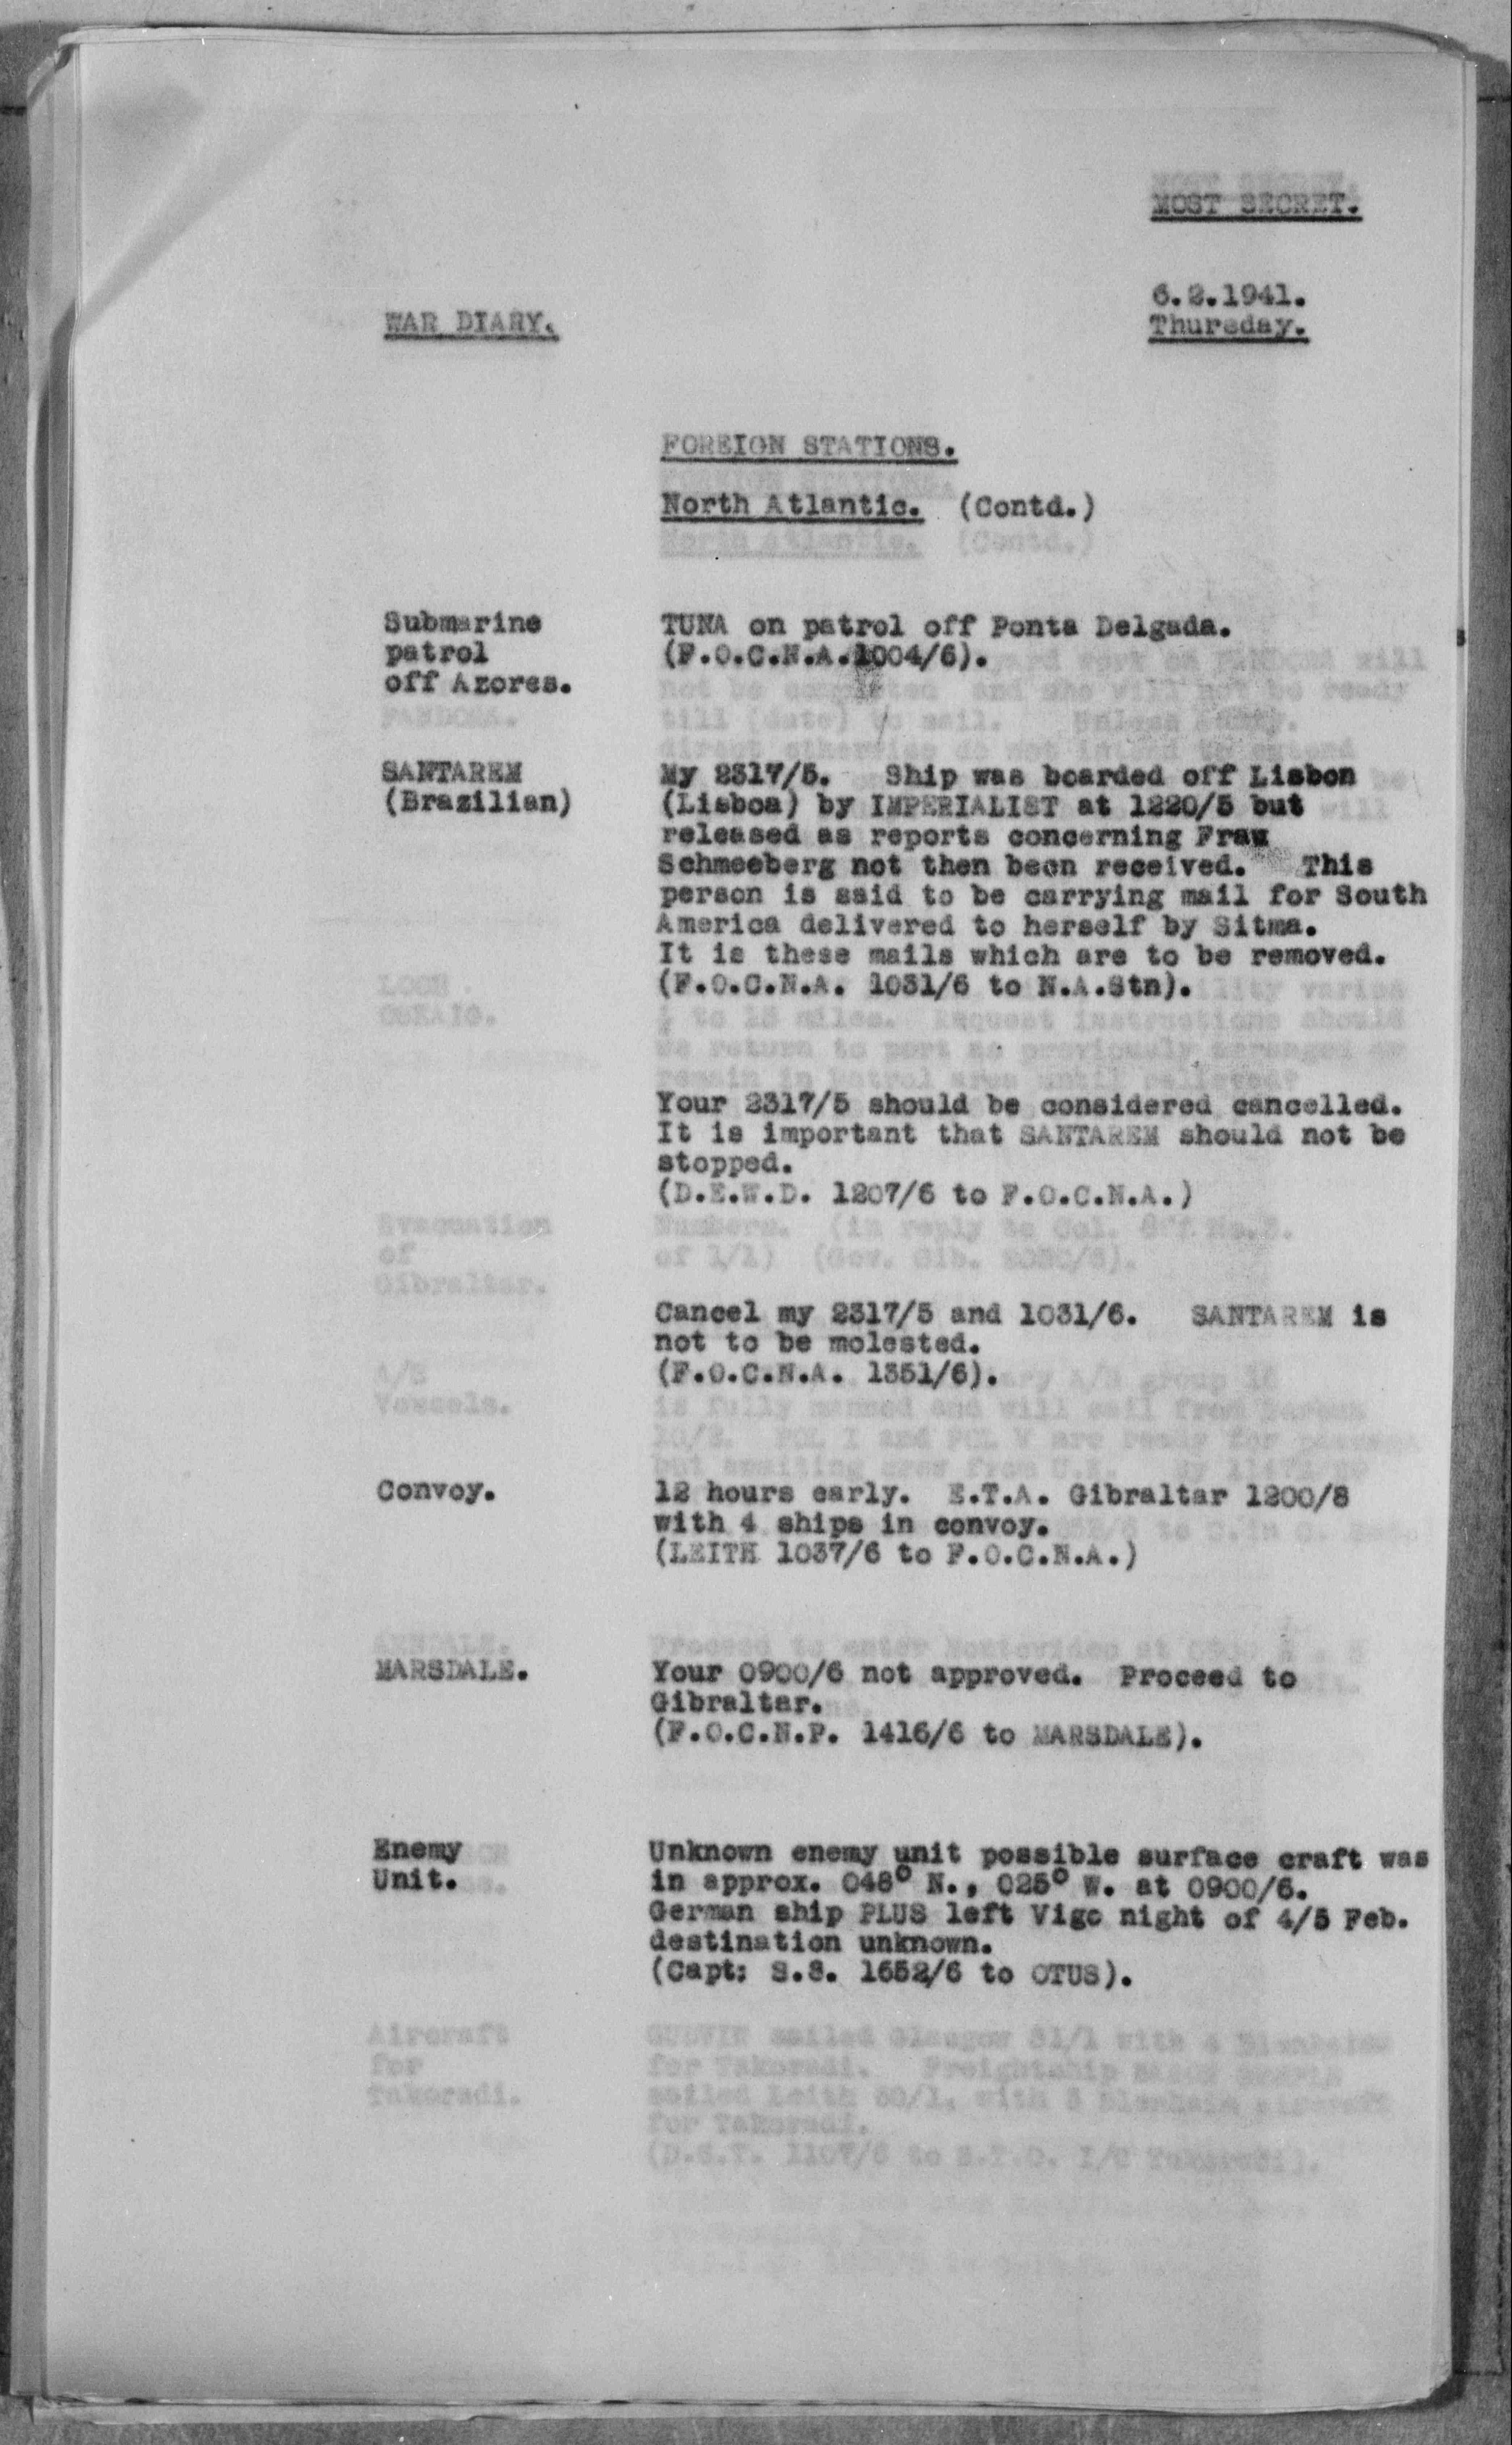 MOST SECRET.
6.2.1941.
WAR DIARY.
Thursday.
FOREIGN STATIONS.
North Atlantic. (Contd.)
Submarine
patrol
off Azores.
TUNA on patrol off Ponta Delgada.
(F.O.C.N.A.1004/6).
SANTAREM
(Brazilian)
My 2317/5. Ship was boarded off Lisbon
(Lisboa) by IMPERIALIST at 1220/5 but
released as reports concerning Frau
Schmeeberg not then been received. This
person is said to be carrying mail for South
America delivered to herself by Sitma.
It is these mails which are to be removed.
(F.O.C.N.A. 1031/6 to N.A.Stn).
Your 2317/5 should be considered cancelled.
It is important that SANTAREM should not be
stopped.
(D.E.W.D. 1207/6 to F.O.C.N.A.)
Cancel my 2317/5 and 1031/6. SANTAREM is
not to be molested.
(F.O.C.N.A. 1351/6).
Convoy.
12 hours early. E.T.A. Gibraltar 1200/8
with 4 ships in convoy.
(LEITH 1037/6 to F.O.C.N.A.)
MARSDALE.
Your 0900/6 not approved. Proceed to
Gibraltar.
(F.O.C.N.P. 1416/6 to MARSDALE).
Enemy
Unit.
Unknown enemy unit possible surface craft was
in approx. 048° N., 025° W. at 0900/6.
German ship PLUS left Vigo night of 4/5 Feb.
destination unknown.
(Capt: S.S. 1652/6 to OTUS).